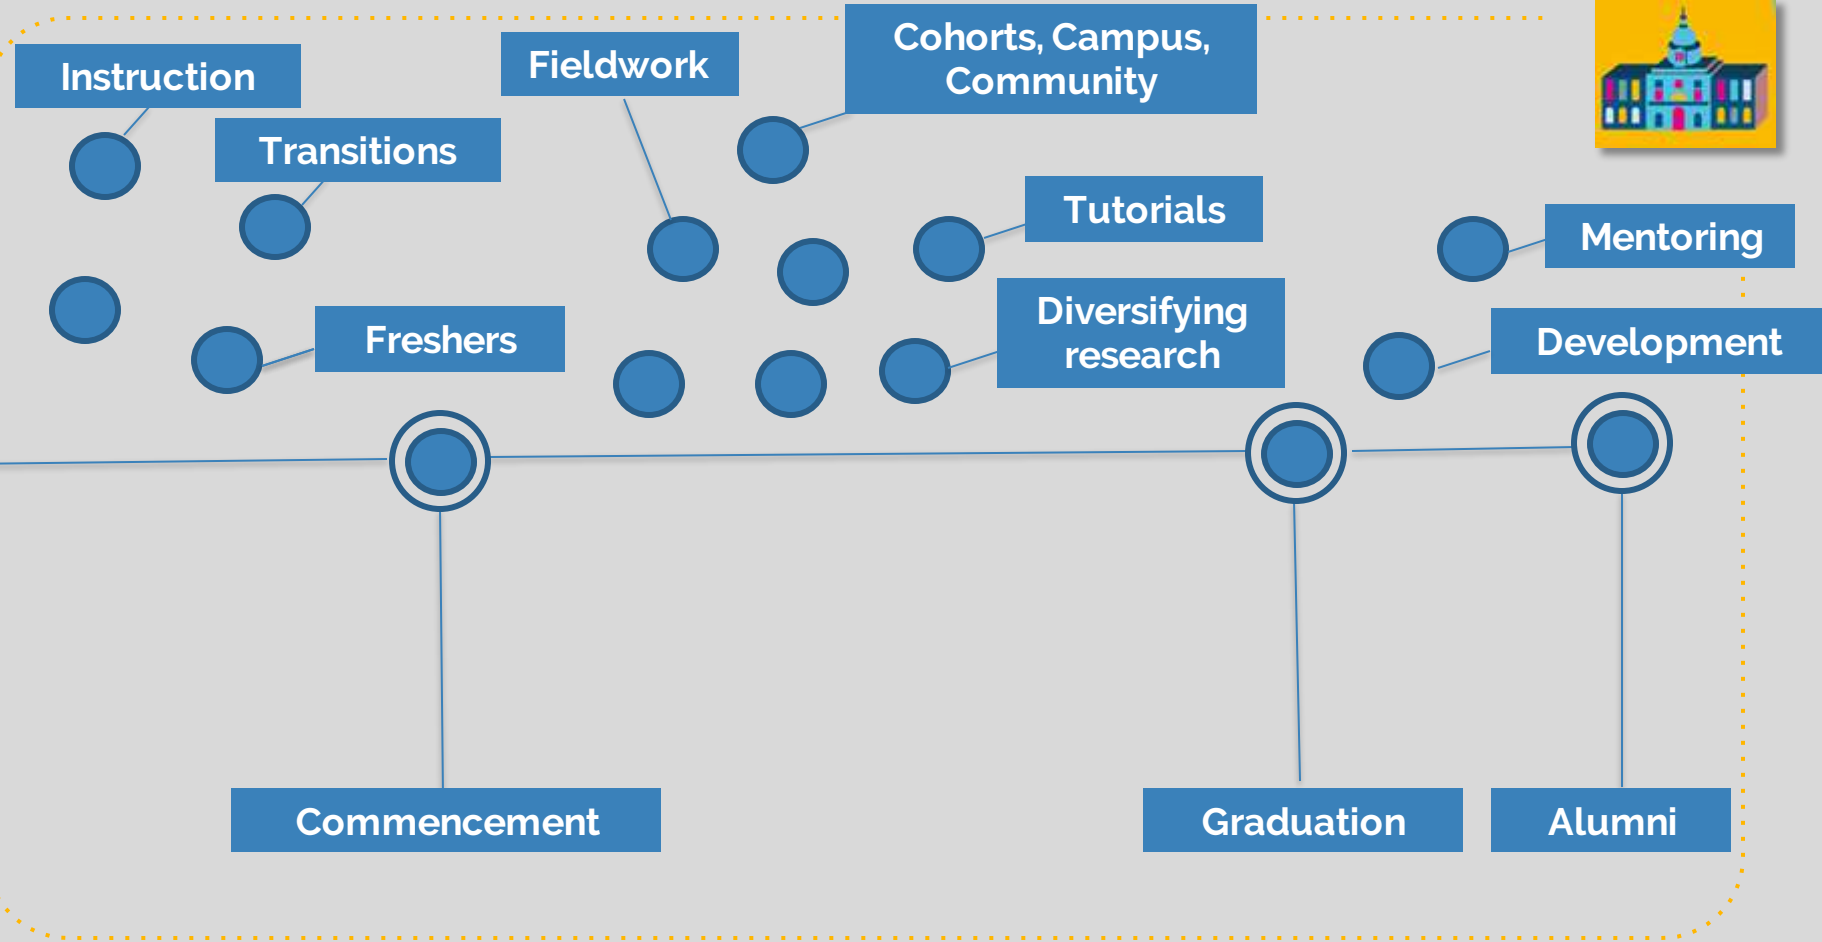 Instruction
Transitions
Fieldwork
Cohorts, Campus,
Community
Tutorials
Mentoring
Freshers
Diversifying
research
Development
Commencement
Graduation
Alumni